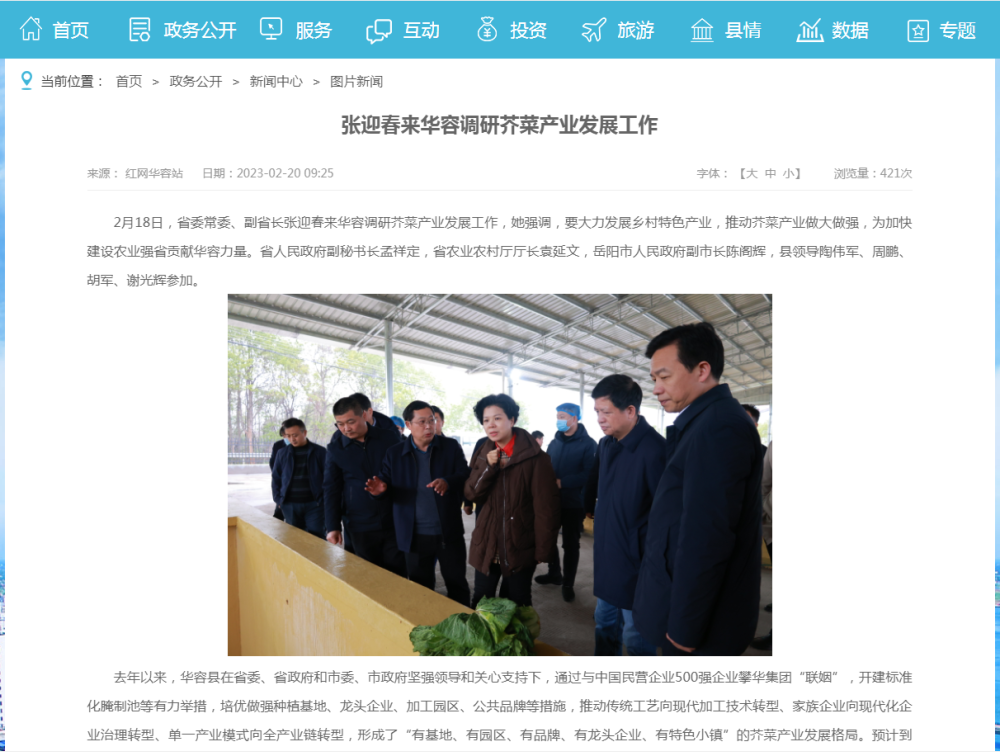 首页 政务公开 服务 互动 投资 旅游 县情 数据 专题
当前位置： 首页 > 政务公开 > 新闻中心 > 图片新闻
张迎春来华容调研芥菜产业发展工作
来源： 红网华容站 日期：2023-02-20 09:25 字体：【大 中 小】 浏览量：421次
2月18日，省委常委、副省长张迎春来华容调研芥菜产业发展工作，她强调，要大力发展乡村特色产业，推动芥菜产业做大做强，为加快
建设农业强省贡献华容力量。省人民政府副秘书长孟祥定，省农业农村厅厅长袁延文，岳阳市人民政府副市长陈阁辉，县领导陶伟军、周鹏、
胡军、谢光辉参加。
去年以来，华容县在省委、省政府和市委、市政府坚强领导和关心支持下，通过与中国民营企业500强企业攀华集团“联姻”，开建标准
化腌制池等有力举措，培优做强种植基地、龙头企业、加工园区、公共品牌等措施，推动传统工艺向现代加工技术转型、家族企业向现代化企
业治理转型、单一产业模式向全产业链转型，形成了“有基地、有园区、有品牌、有龙头企业、有特色小镇”的芥菜产业发展格局。预计到